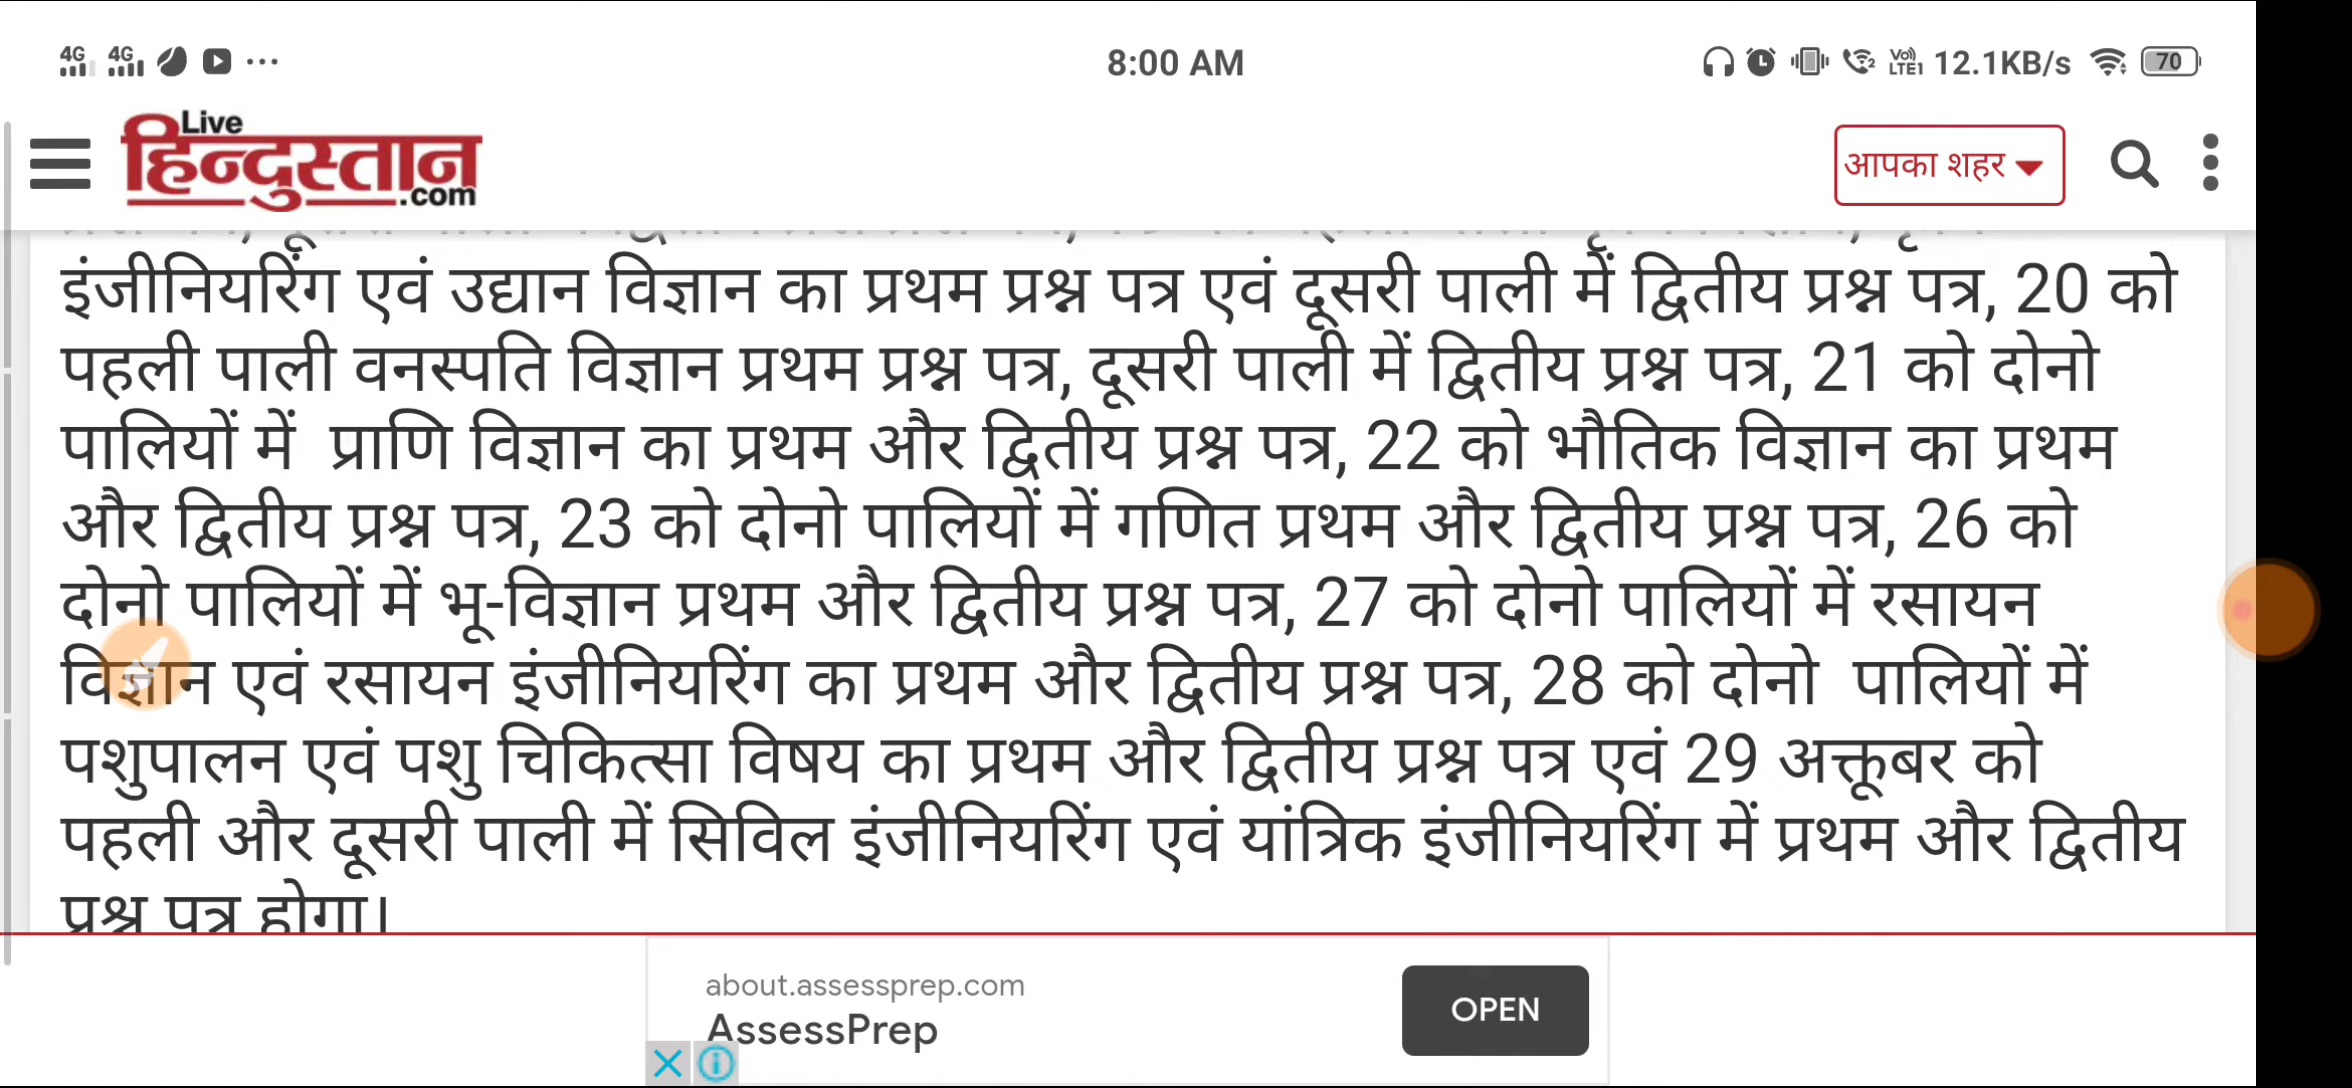 4G 4G 8:00 AM Vo)) LTE1 12.1KB/s 70
Live
हिन्दुस्तान
.com
आपका शहर
इंजीनियरिंग एवं उद्यान विज्ञान का प्रथम प्रश्न पत्र एवं दूसरी पाली में द्वितीय प्रश्न पत्र, 20 को
पहली पाली वनस्पति विज्ञान प्रथम प्रश्न पत्र, दूसरी पाली में द्वितीय प्रश्न पत्र, 21 को दोनो
पालियों में प्राणि विज्ञान का प्रथम और द्वितीय प्रश्न पत्र, 22 को भौतिक विज्ञान का प्रथम
और द्वितीय प्रश्न पत्र, 23 को दोनो पालियों में गणित प्रथम और द्वितीय प्रश्न पत्र, 26 को
दोनो पालियों में भू-विज्ञान प्रथम और द्वितीय प्रश्न पत्र, 27 को दोनो पालियों में रसायन
विज्ञान एवं रसायन इंजीनियरिंग का प्रथम और द्वितीय प्रश्न पत्र, 28 को दोनो पालियों में
पशुपालन एवं पशु चिकित्सा विषय का प्रथम और द्वितीय प्रश्न पत्र एवं 29 अक्तूबर को
पहली और दूसरी पाली में सिविल इंजीनियरिंग एवं यांत्रिक इंजीनियरिंग में प्रथम और द्वितीय
प्रश्न पत्र होगा।
about.assessprep.com
AssessPrep
OPEN